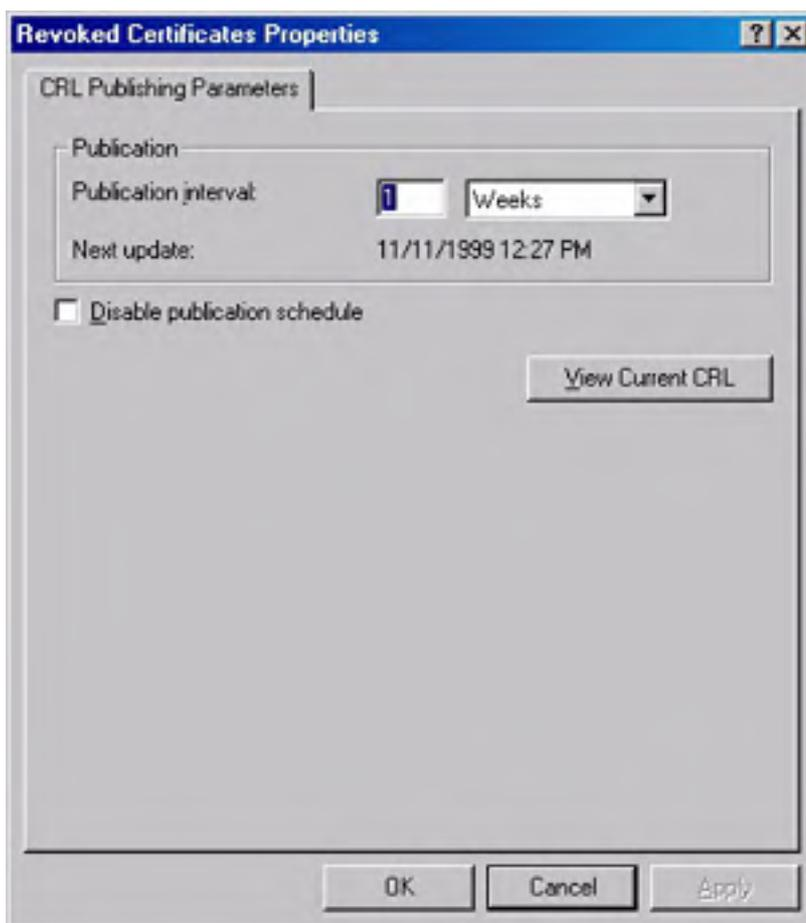 Revoked Certificates Properties
CRL Publishing Parameters
Publication
Publication interval: 1 Weeks
Next update: 11/11/1999 12:27 PM
Disable publication schedule
View Current CRL
OK Cancel Apply